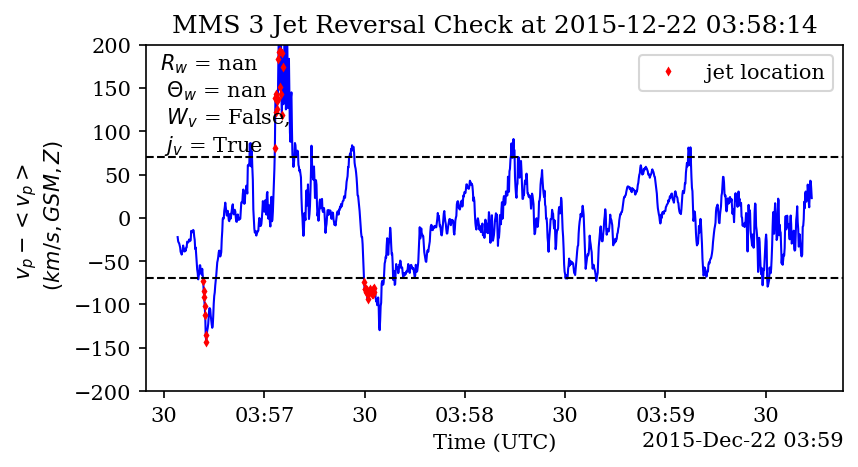 MMS 3 Jet Reversal Check at 2015-12-22 03:58:14
R_w = nan
Θ_w = nan
W_v = False,
j_v = True
jet location
v_p − < v_p >
(km/s, GSM, Z)
200
150
100
50
0
−50
−100
−150
−200
30 03:57 30 03:58 30 03:59 30
Time (UTC) 2015-Dec-22 03:59